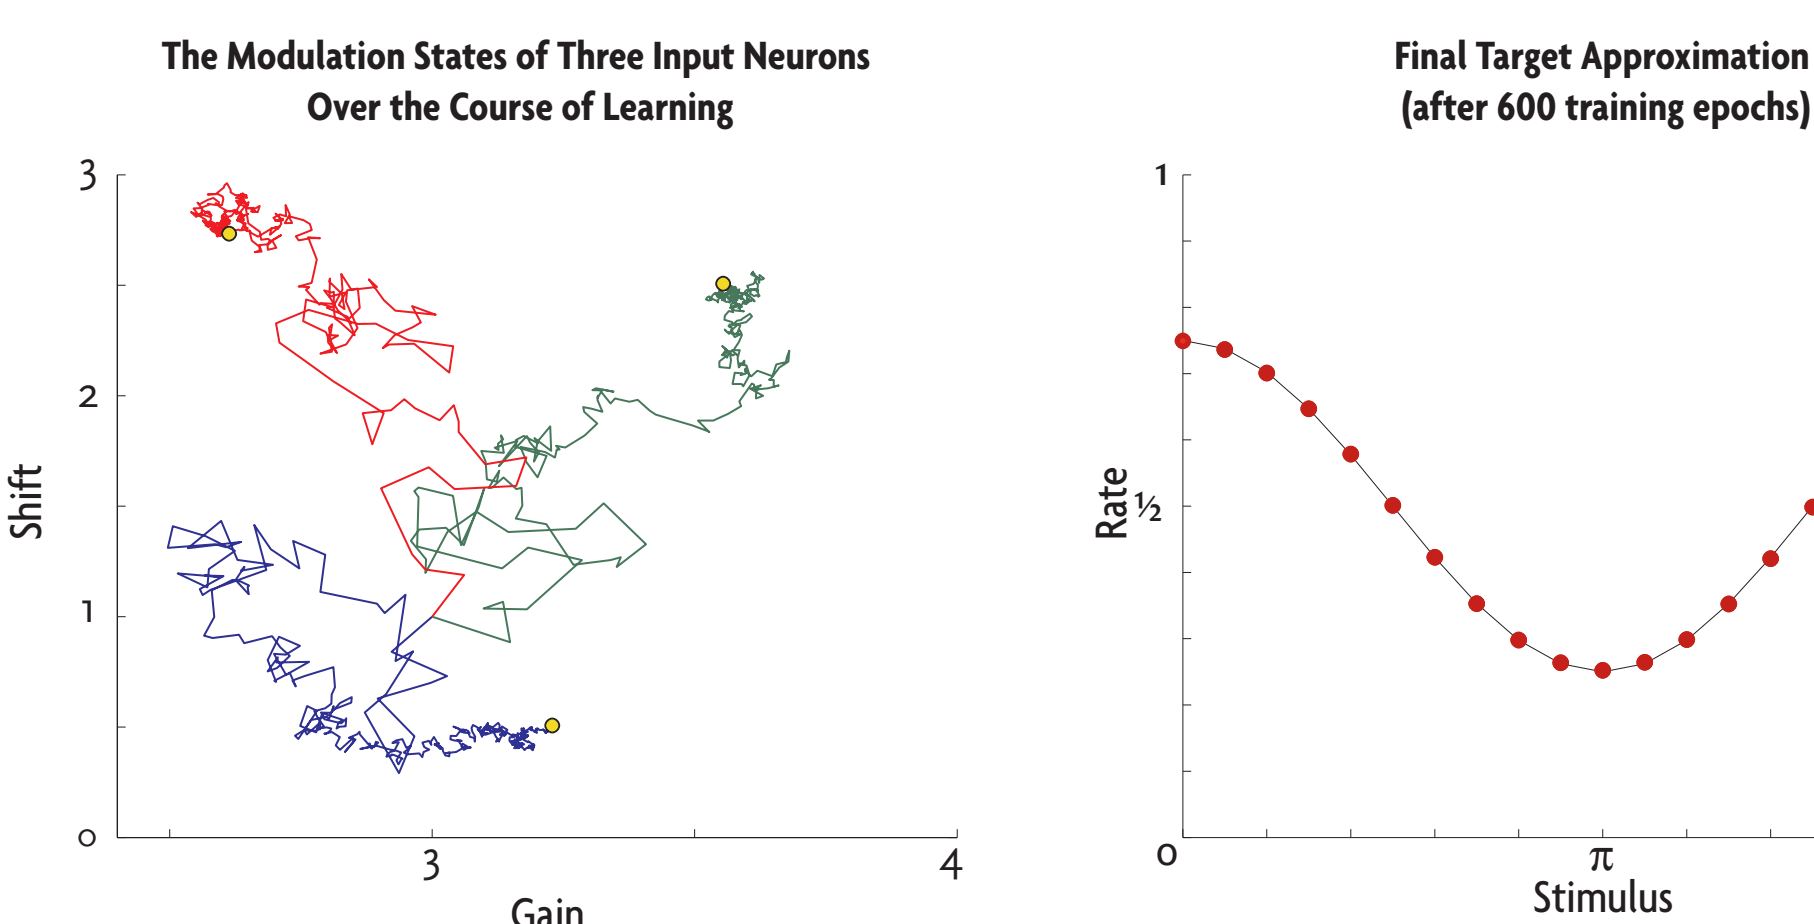 The Modulation States of Three Input Neurons
Over the Course of Learning
3
2
1
0
Shift
3
4
Gain
Final Target Approximation
(after 600 training epochs)
1
½
Rate
0
π
Stimulus